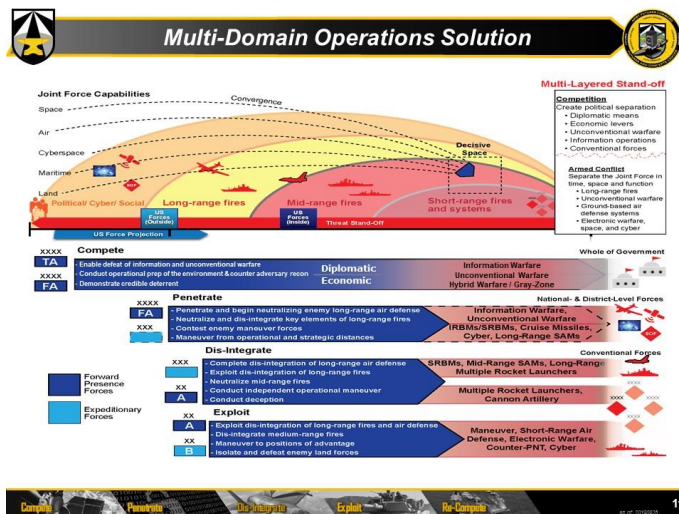 Multi-Domain Operations Solution
Multi-Layered Stand-off
Joint Force Capabilities
Convergence
Space
Air
Cyberspace
Maritime
Land
Decisive
Space
SOF
Political/ Cyber/ Social
Long-range fires
Mid-range fires
Short-range fires
and systems
US
Forces
(Outside)
US
Forces
(Inside)
Threat Stand-Off
US Force Projection
Competition
Create political separation
• Diplomatic means
• Economic levers
• Unconventional warfare
• Information operations
• Conventional forces
Armed Conflict
Separate the Joint Force in
time, space and function
• Long-range fires
• Unconventional warfare
• Ground-based air
defense systems
• Electronic warfare,
space, and cyber
XXXX
TA
XXXX
FA
Compete
- Enable defeat of information and unconventional warfare
- Conduct operational prep of the environment & counter adversary recon
- Demonstrate credible deterrent
Diplomatic
Economic
Information Warfare
Unconventional Warfare
Hybrid Warfare / Gray-Zone
Whole of Government
XXXX
FA
XXX
Penetrate
- Penetrate and begin neutralizing enemy long-range air defense
- Neutralize and dis-integrate key elements of long-range fires
- Contest enemy maneuver forces
- Maneuver from operational and strategic distances
Information Warfare,
Unconventional Warfare
IRBMs/SRBMs, Cruise Missiles,
Cyber, Long-Range SAMs
National- & District-Level Forces
SOF
XXX
XX
A
Dis-Integrate
- Complete dis-integration of long-range air defense
- Exploit dis-integration of long-range fires
- Neutralize mid-range fires
- Conduct independent operational maneuver
- Conduct deception
SRBMs, Mid-Range SAMs, Long-Range
Multiple Rocket Launchers
Multiple Rocket Launchers,
Cannon Artillery
Conventional Forces
XXXX
XXXX
XXXX
Forward
Presence
Forces
Expeditionary
Forces
XX
A
XX
B
Exploit
- Exploit dis-integration of long-range fires and air defense
- Dis-integrate medium-range fires
- Maneuver to positions of advantage
- Isolate and defeat enemy land forces
Maneuver, Short-Range Air
Defense, Electronic Warfare,
Counter-PNT, Cyber
Compete
Penetrate
Dis-Integrate
Exploit
Re-Compete